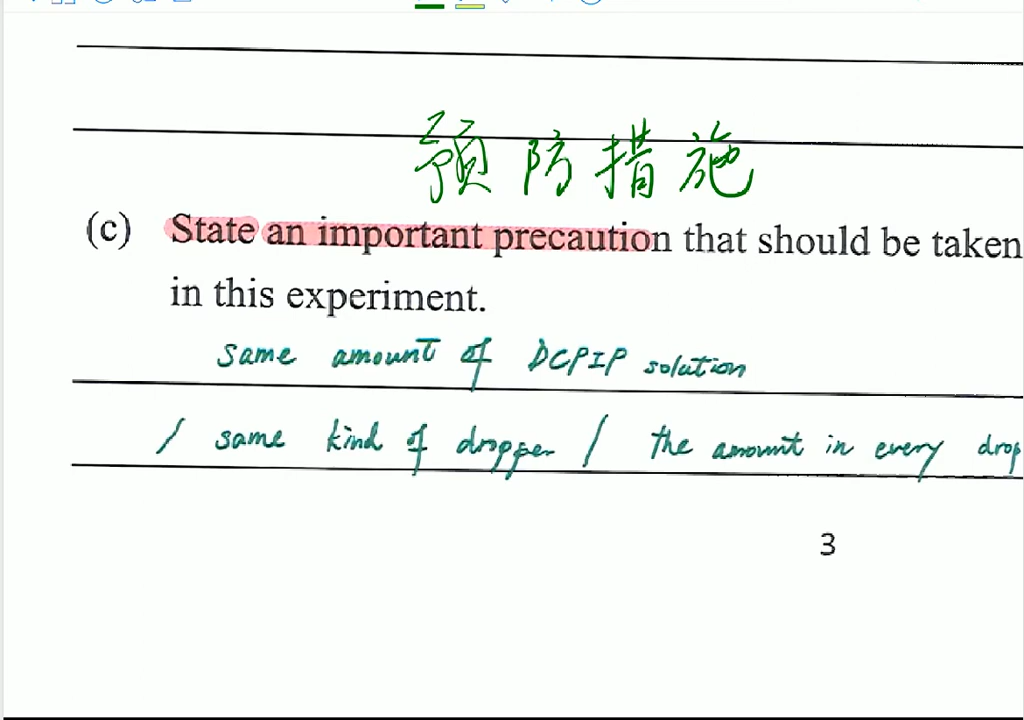 预防措施
(c) State an important precaution that should be taken
in this experiment.
same amount of DCPIP solution
/ same kind of dropper / the amount in every drop
3